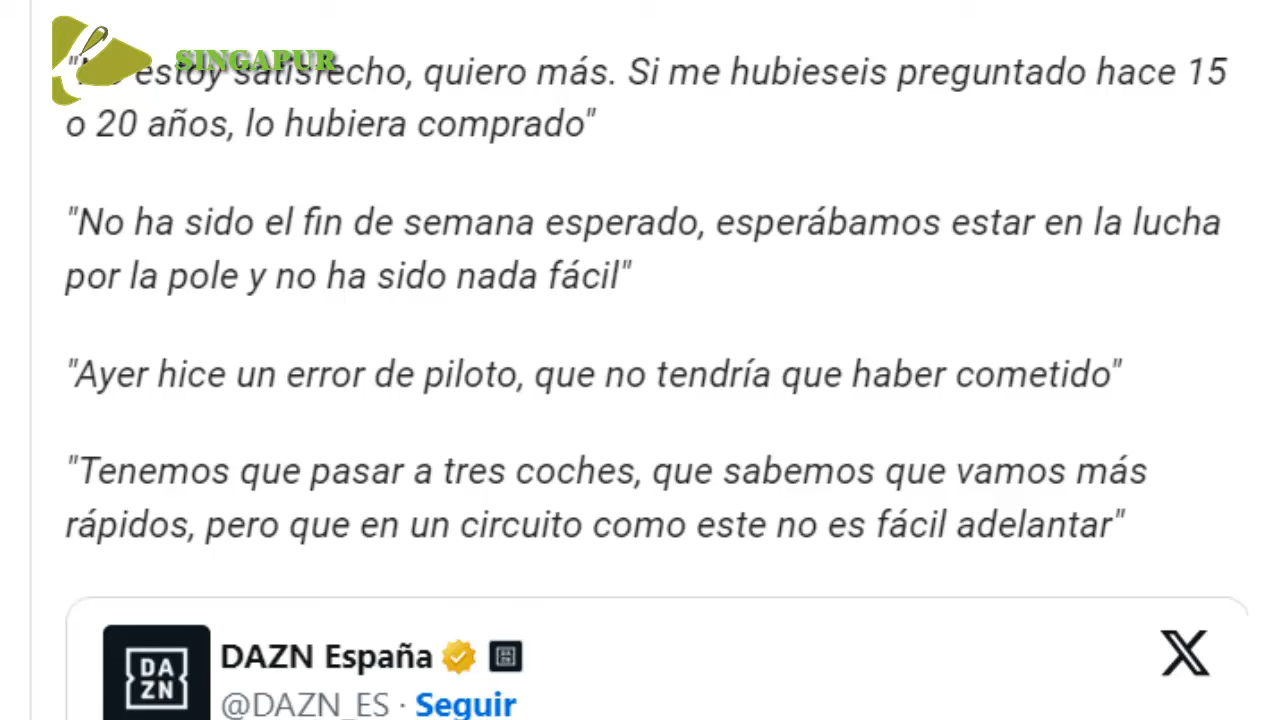 SINGAPUR
estoy satisfecho, quiero más. Si me hubieseis preguntado hace 15
o 20 años, lo hubiera comprado"
"No ha sido el fin de semana esperado, esperábamos estar en la lucha
por la pole y no ha sido nada fácil"
"Ayer hice un error de piloto, que no tendría que haber cometido"
"Tenemos que pasar a tres coches, que sabemos que vamos más
rápidos, pero que en un circuito como este no es fácil adelantar"
DA
ZN
DAZN España
@DAZN_ES · Seguir